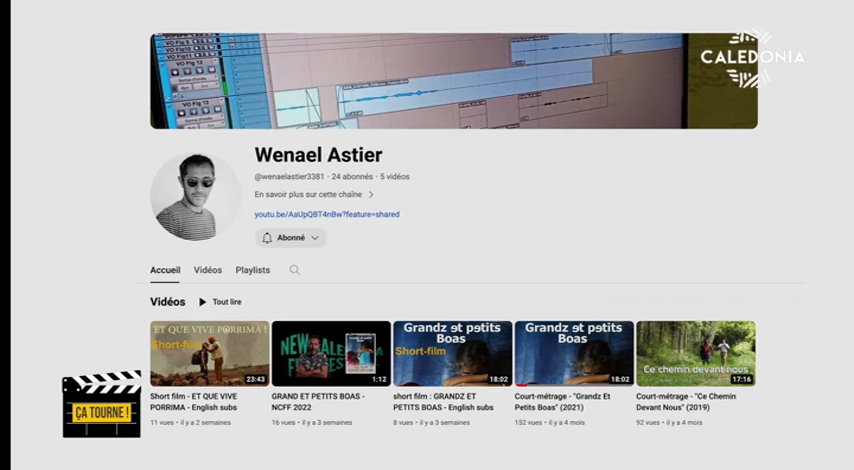 CALEDONIA
VO Fig 12
VO Fig 13
Wenael Astier
@wenaelastier3381 · 24 abonnés · 5 vidéos
En savoir plus sur cette chaîne
youtu.be/AaUpQBT4nBw?feature=shared
Abonné
Accueil Vidéos Playlists
Vidéos Tout lire
ET QUE VIVE PORRIMA !
Short-film
23:43
1:12
Grandz et petits
Boas
Short-film
18:02
Grandz et petits
Boas
18:02
Ce chemin devant nous
17:16
Short film - ET QUE VIVE
PORRIMA - English subs
11 vues · il y a 2 semaines
GRAND ET PETITS BOAS -
NCFF 2022
16 vues · il y a 3 semaines
short film : GRANDZ ET
PETITS BOAS - English subs
8 vues · il y a 3 semaines
Court-métrage - "Grandz Et
Petits Boas" (2021)
152 vues · il y a 4 mois
Court-métrage - "Ce Chemin
Devant Nous" (2019)
92 vues · il y a 4 mois
ÇA TOURNE !